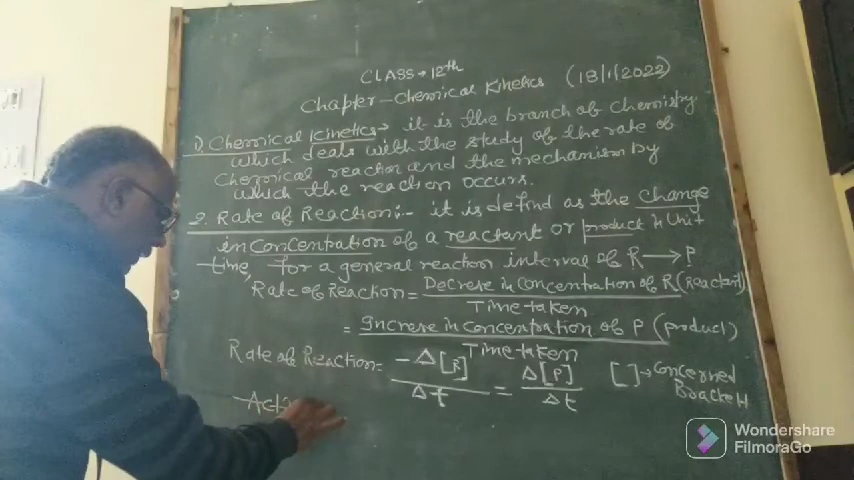 CLASS → 12th
Chapter - Chemical Kinetics (18/1/2022)
1) Chemical Kinetics → it is the branch of chemistry
which deals with the study of the rate of
chemical reaction and the mechanism by
which the reaction occurs.
2. Rate of Reaction:- it is defind as the change
in concentration of a reactant or product in Unit
time, for a general reaction interval of R → P
Rate of Reaction = Decrese in concentration of R (Reactant)
Time taken
= Increse in concentration of P (product)
Time taken
Rate of Reaction = -Δ[R] / Δt = Δ[P] / Δt [ ] → Concerned
Bracket
Wondershare
FilmoraGo